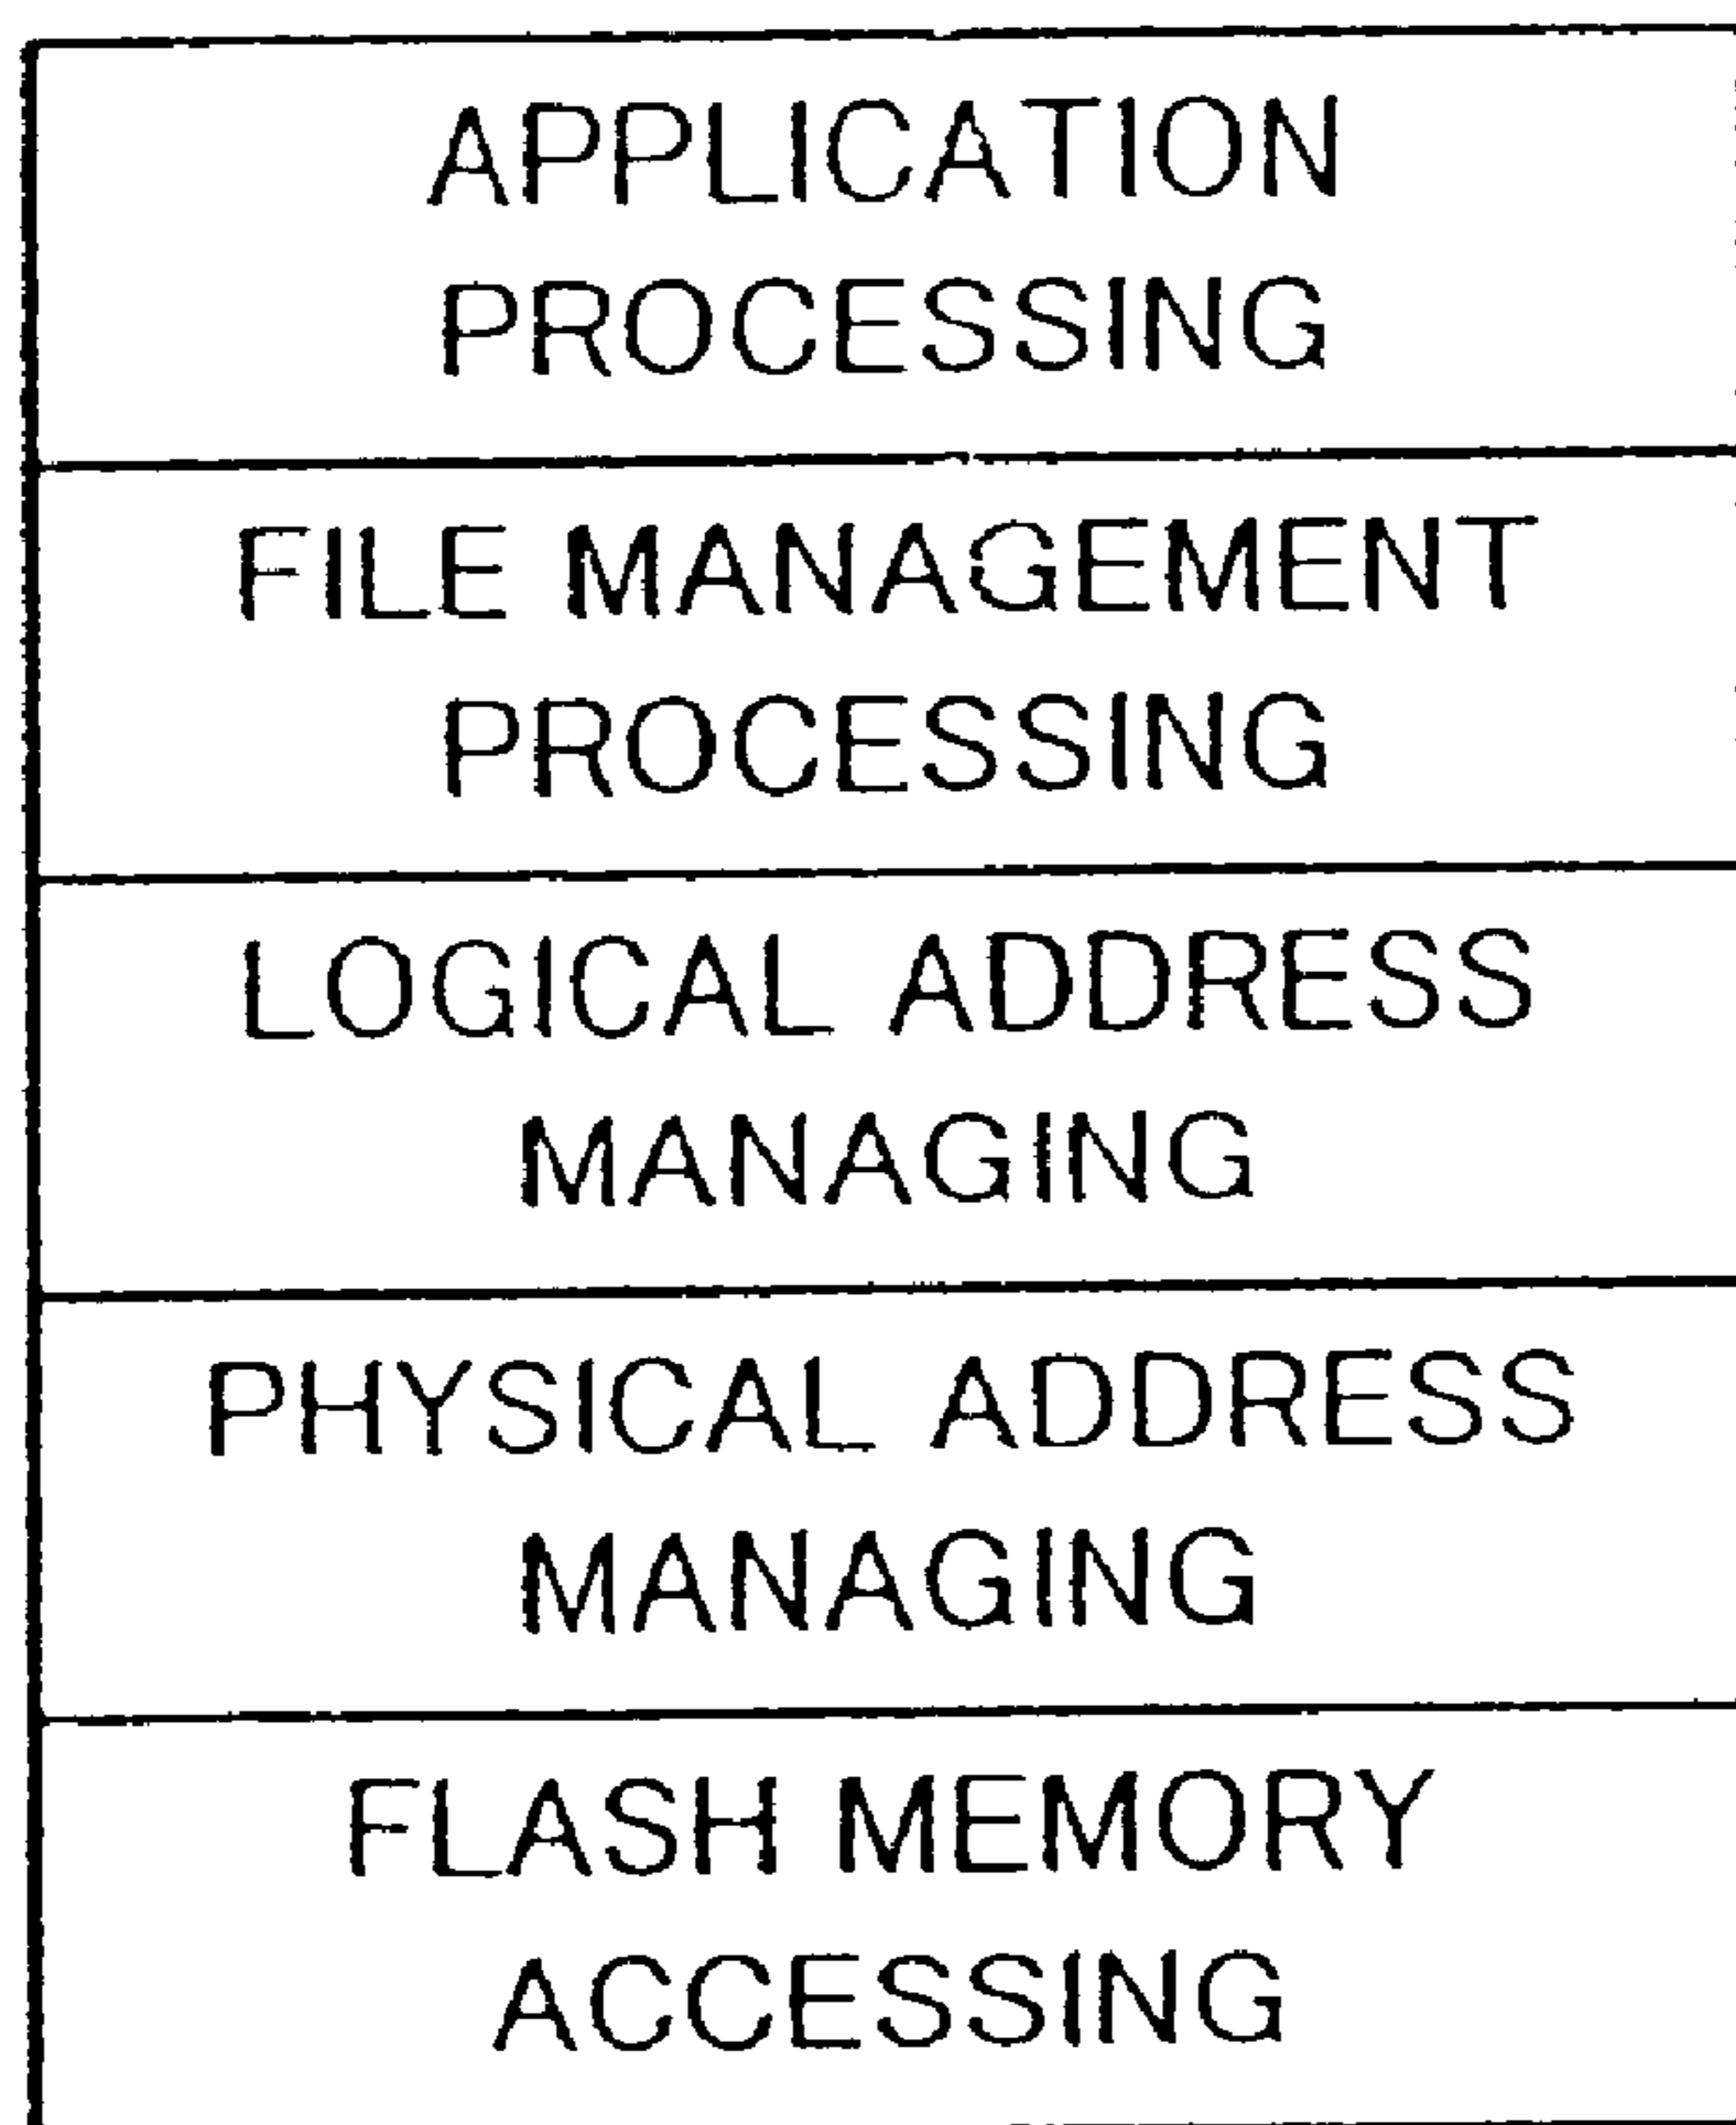 APPLICATION
PROCESSING
FILE MANAGEMENT
PROCESSING
LOGICAL ADDRESS
MANAGING
PHYSICAL ADDRESS
MANAGING
FLASH MEMORY
ACCESSING